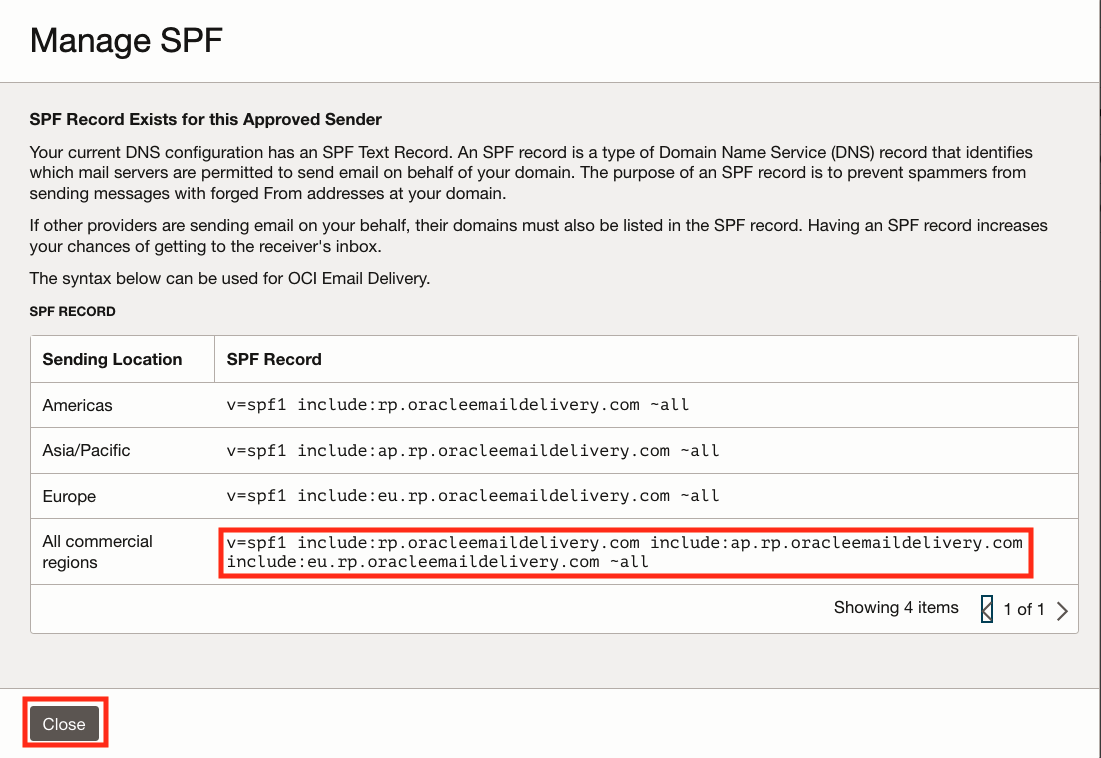 Manage SPF
SPF Record Exists for this Approved Sender
Your current DNS configuration has an SPF Text Record. An SPF record is a type of Domain Name Service (DNS) record that identifies
which mail servers are permitted to send email on behalf of your domain. The purpose of an SPF record is to prevent spammers from
sending messages with forged From addresses at your domain.
If other providers are sending email on your behalf, their domains must also be listed in the SPF record. Having an SPF record increases
your chances of getting to the receiver's inbox.
The syntax below can be used for OCI Email Delivery.
SPF RECORD
Sending Location SPF Record
Americas v=spf1 include:rp.oracleemaildelivery.com ~all
Asia/Pacific v=spf1 include:ap.rp.oracleemaildelivery.com ~all
Europe v=spf1 include:eu.rp.oracleemaildelivery.com ~all
All commercial v=spf1 include:rp.oracleemaildelivery.com include:ap.rp.oracleemaildelivery.com
regions include:eu.rp.oracleemaildelivery.com ~all
Showing 4 items 1 of 1
Close